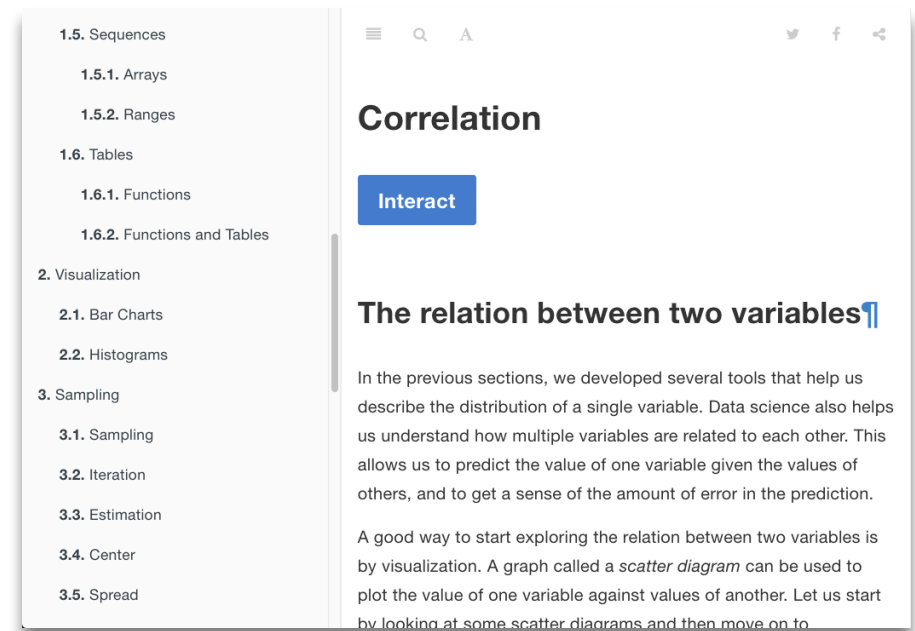 1.5. Sequences
1.5.1. Arrays
1.5.2. Ranges
1.6. Tables
1.6.1. Functions
1.6.2. Functions and Tables
2. Visualization
2.1. Bar Charts
2.2. Histograms
3. Sampling
3.1. Sampling
3.2. Iteration
3.3. Estimation
3.4. Center
3.5. Spread
A
Correlation
Interact
The relation between two variables¶
In the previous sections, we developed several tools that help us
describe the distribution of a single variable. Data science also helps
us understand how multiple variables are related to each other. This
allows us to predict the value of one variable given the values of
others, and to get a sense of the amount of error in the prediction.
A good way to start exploring the relation between two variables is
by visualization. A graph called a scatter diagram can be used to
plot the value of one variable against values of another. Let us start
by looking at some scatter diagrams and then move on to